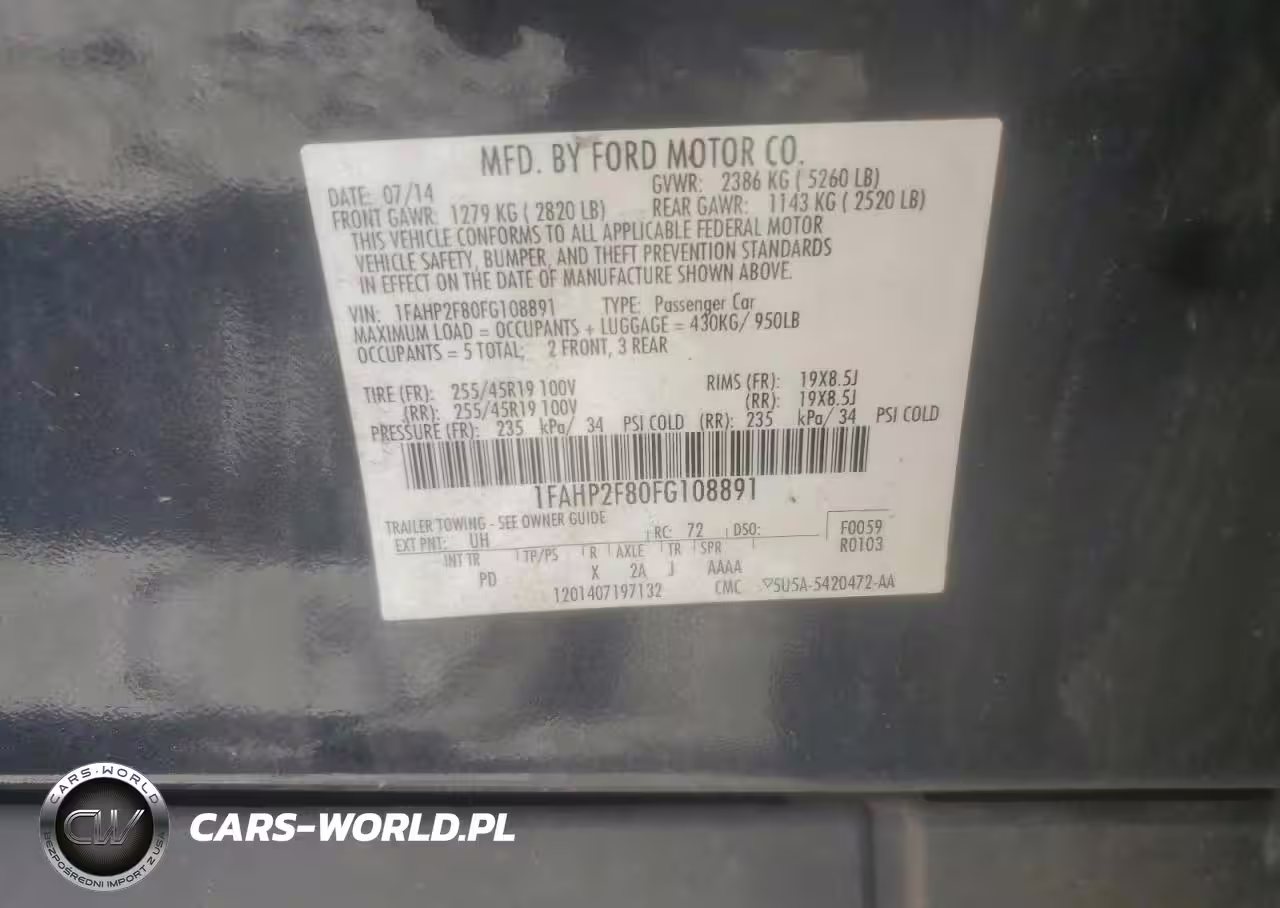 MFD. BY FORD MOTOR CO.
DATE: 07/14 GVWR: 2386 KG ( 5260 LB)
FRONT GAWR: 1279 KG ( 2820 LB) REAR GAWR: 1143 KG ( 2520 LB)
THIS VEHICLE CONFORMS TO ALL APPLICABLE FEDERAL MOTOR
VEHICLE SAFETY, BUMPER, AND THEFT PREVENTION STANDARDS
IN EFFECT ON THE DATE OF MANUFACTURE SHOWN ABOVE.
VIN: 1FAHP2F80FG108891 TYPE: Passenger Car
MAXIMUM LOAD = OCCUPANTS + LUGGAGE = 430KG/ 950LB
OCCUPANTS = 5 TOTAL; 2 FRONT, 3 REAR
TIRE (FR): 255/45R19 100V RIMS (FR): 19X8.5J
(RR): 255/45R19 100V (RR): 19X8.5J
PRESSURE (FR): 235 kPa/ 34 PSI COLD (RR): 235 kPa/ 34 PSI COLD
1FAHP2F80FG108891
TRAILER TOWING - SEE OWNER GUIDE
EXT PNT: UH RC: 72 DSO: F0059
R0103
INT TR TP/PS R AXLE TR SPR
PD X 2A J AAAA
1201407197132 CMC 5U5A-5420472-AA
CARS-WORLD
CW
BEZPOŚREDNI IMPORT Z USA
CARS-WORLD.PL